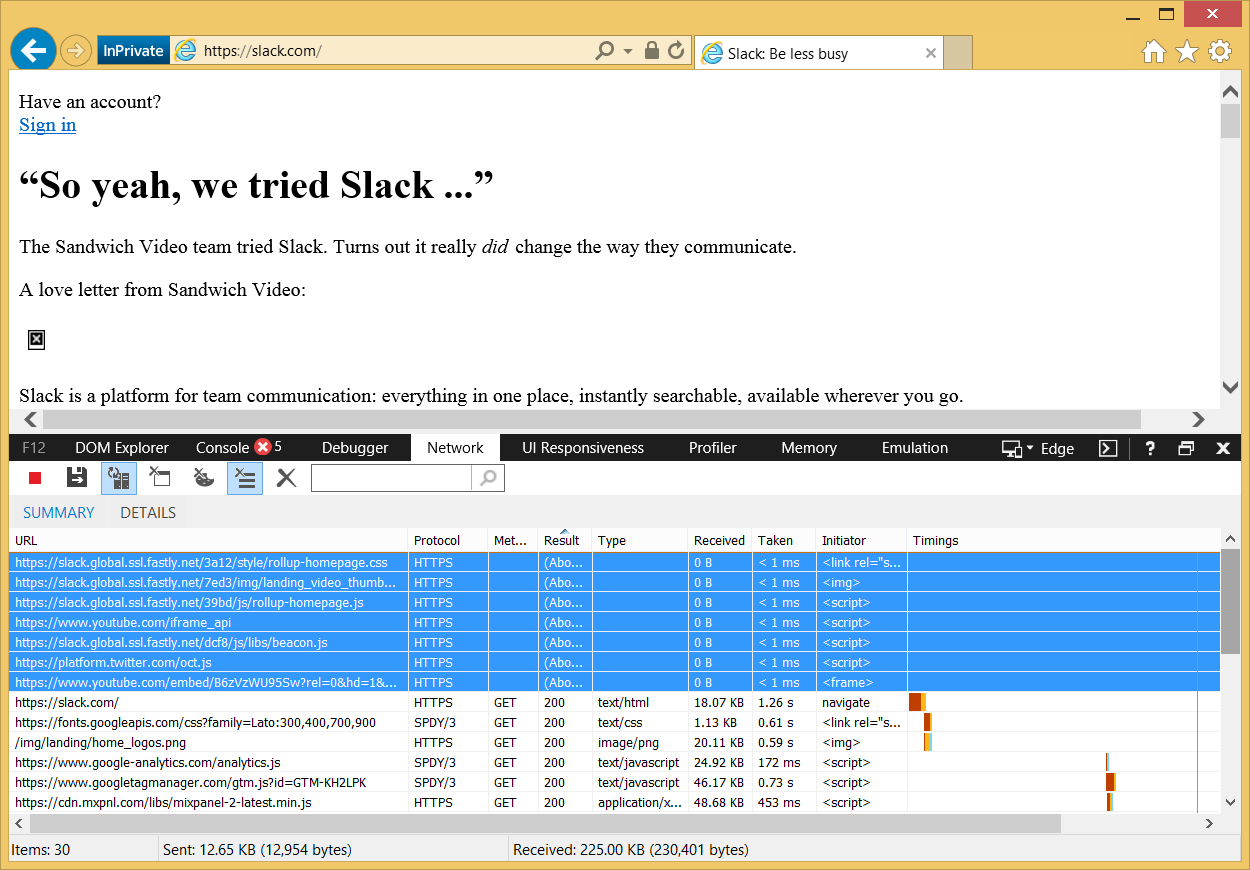 InPrivate https://slack.com/ Slack: Be less busy
Have an account?
Sign in
“So yeah, we tried Slack ...”
The Sandwich Video team tried Slack. Turns out it really did change the way they communicate.
A love letter from Sandwich Video:
Slack is a platform for team communication: everything in one place, instantly searchable, available wherever you go.
F12 DOM Explorer Console 5 Debugger Network UI Responsiveness Profiler Memory Emulation Edge ?
SUMMARY DETAILS
URL Protocol Met... Result Type Received Taken Initiator Timings
https://slack.global.ssl.fastly.net/3a12/style/rollup-homepage.css HTTPS (Abo... 0 B < 1 ms <link rel="s...
https://slack.global.ssl.fastly.net/7ed3/img/landing_video_thumb... HTTPS (Abo... 0 B < 1 ms <img>
https://slack.global.ssl.fastly.net/39bd/js/rollup-homepage.js HTTPS (Abo... 0 B < 1 ms <script>
https://www.youtube.com/iframe_api HTTPS (Abo... 0 B < 1 ms <script>
https://slack.global.ssl.fastly.net/dcf8/js/libs/beacon.js HTTPS (Abo... 0 B < 1 ms <script>
https://platform.twitter.com/oct.js HTTPS (Abo... 0 B < 1 ms <script>
https://www.youtube.com/embed/B6zVzWU95Sw?rel=0&hd=1&... HTTPS (Abo... 0 B < 1 ms <frame>
https://slack.com/ HTTPS GET 200 text/html 18.07 KB 1.26 s navigate
https://fonts.googleapis.com/css?family=Lato:300,400,700,900 SPDY/3 GET 200 text/css 1.13 KB 0.61 s <link rel="s...
/img/landing/home_logos.png HTTPS GET 200 image/png 20.11 KB 0.59 s <img>
https://www.google-analytics.com/analytics.js SPDY/3 GET 200 text/javascript 24.92 KB 172 ms <script>
https://www.googletagmanager.com/gtm.js?id=GTM-KH2LPK SPDY/3 GET 200 text/javascript 46.17 KB 0.73 s <script>
https://cdn.mxpnl.com/libs/mixpanel-2-latest.min.js HTTPS GET 200 application/x... 48.68 KB 453 ms <script>
Items: 30 Sent: 12.65 KB (12,954 bytes) Received: 225.00 KB (230,401 bytes)